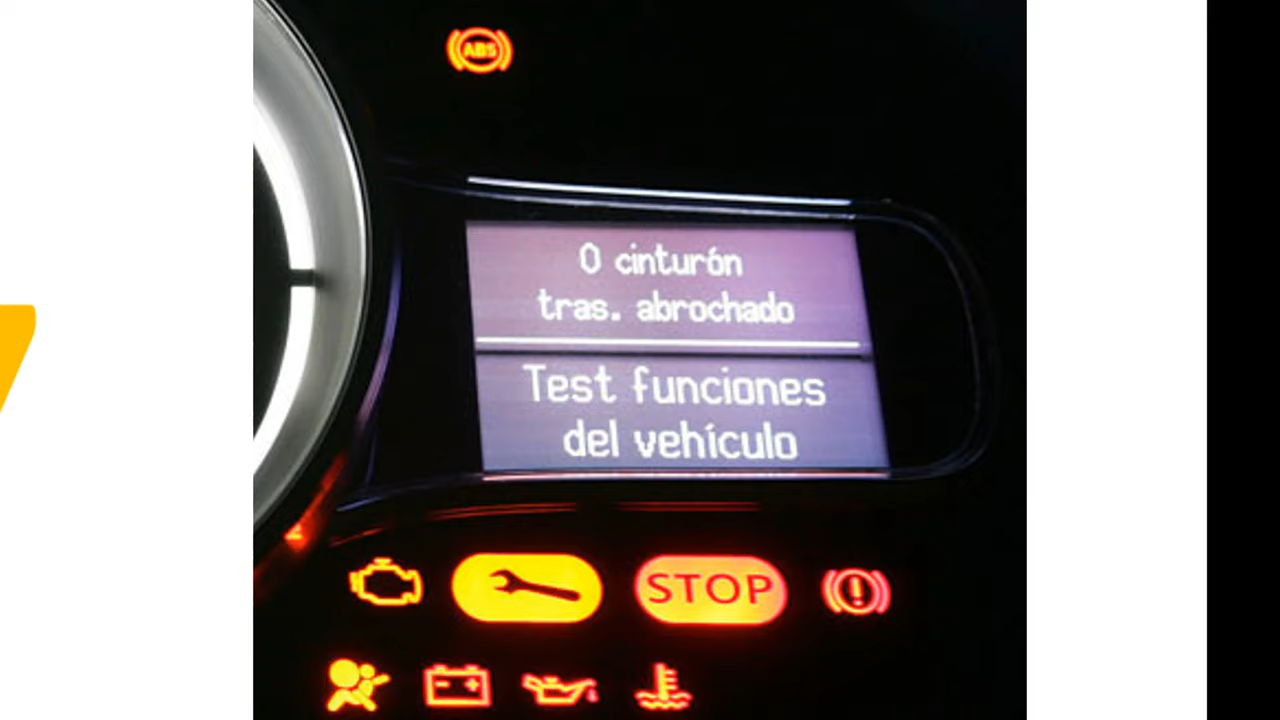 ABS
0 cinturón
tras. abrochado
Test funciones
del vehículo
STOP